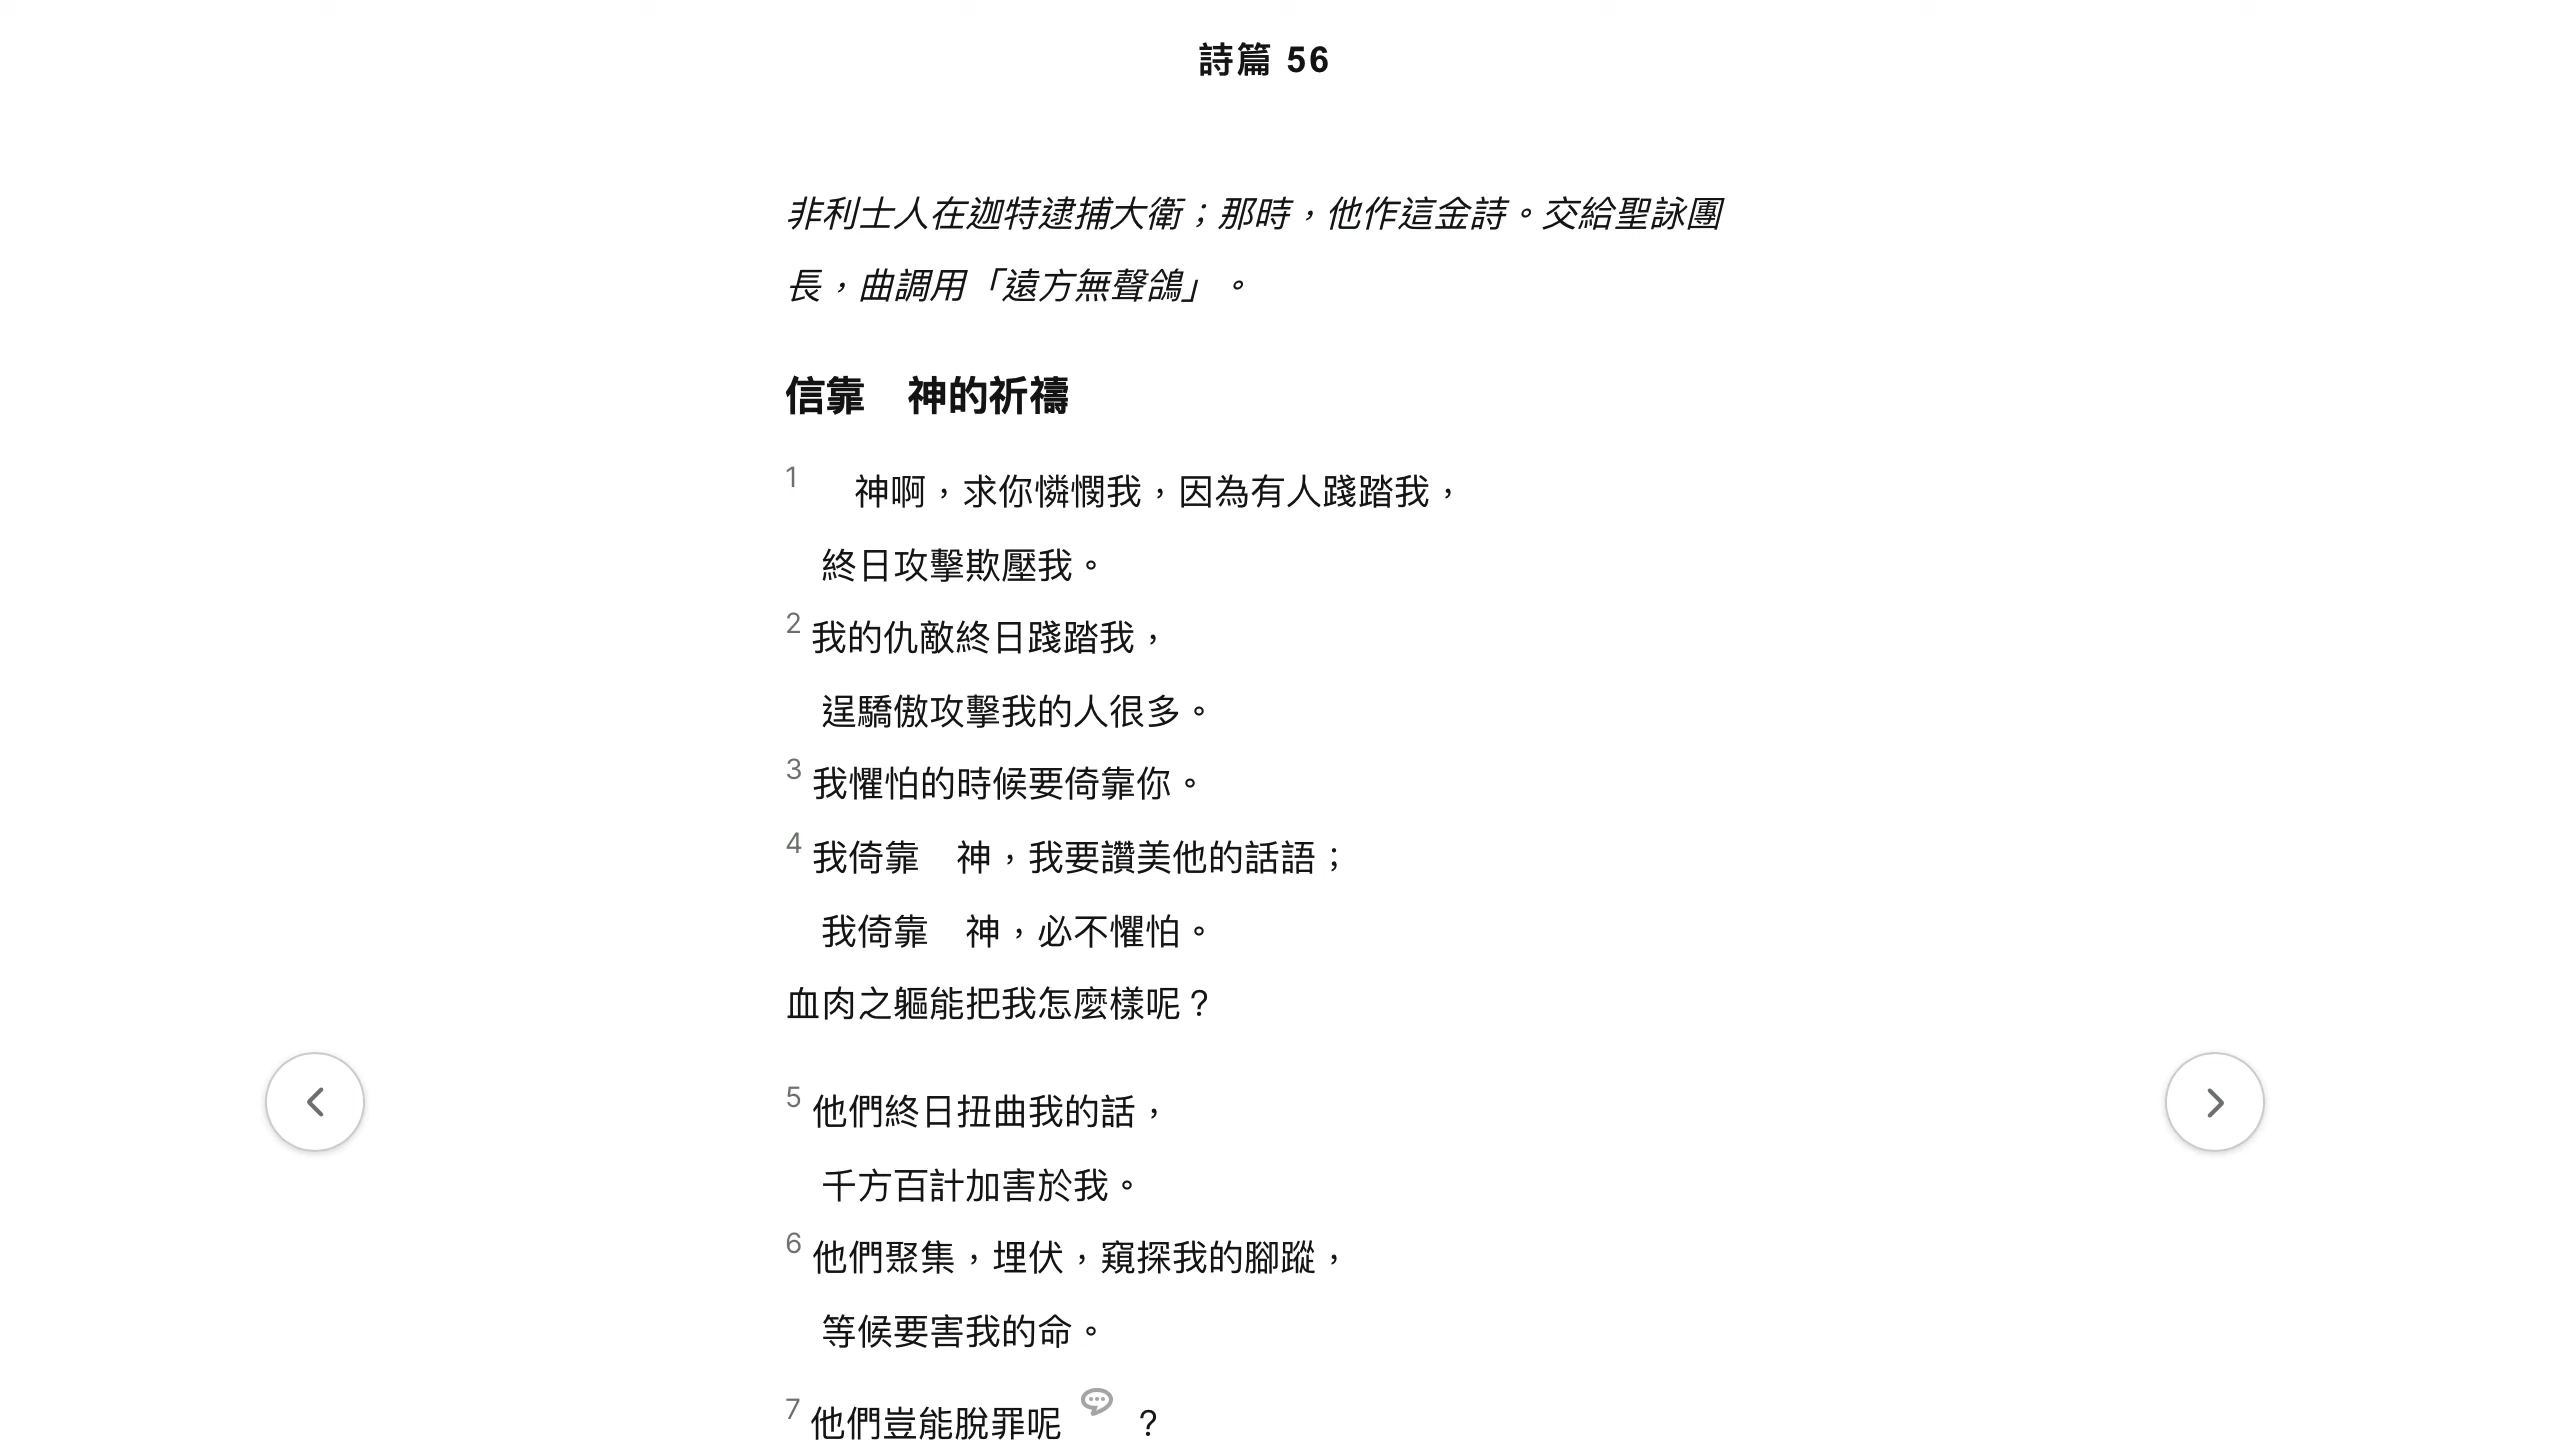 詩篇 56
非利士人在迦特逮捕大衛；那時，他作這金詩。交給聖詠團
長，曲調用「遠方無聲鴿」。
信靠　神的祈禱
1 　神啊，求你憐憫我，因為有人踐踏我，
終日攻擊欺壓我。
2 我的仇敵終日踐踏我，
逞驕傲攻擊我的人很多。
3 我懼怕的時候要倚靠你。
4 我倚靠　神，我要讚美他的話語；
我倚靠　神，必不懼怕。
血肉之軀能把我怎麼樣呢？
5 他們終日扭曲我的話，
千方百計加害於我。
6 他們聚集，埋伏，窺探我的腳蹤，
等候要害我的命。
7 他們豈能脫罪呢 ？